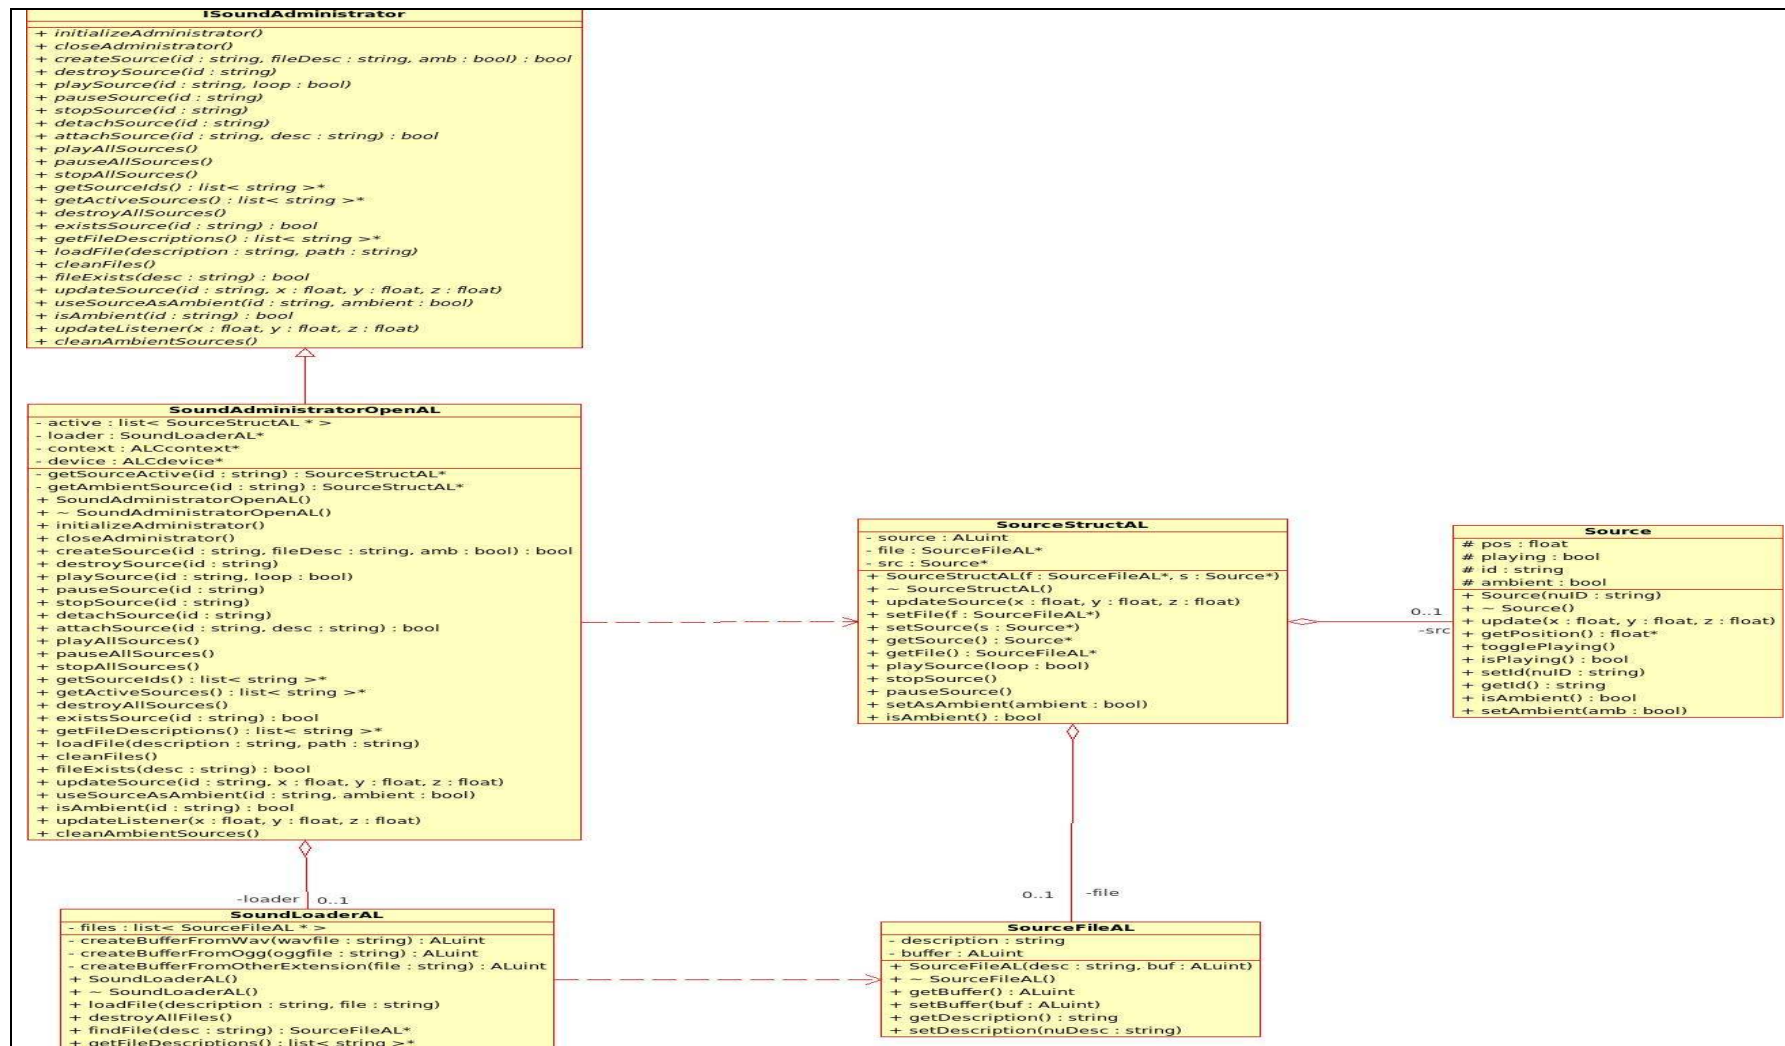 ISoundAdministrator
+ initializeAdministrator()
+ closeAdministrator()
+ createSource(id : string, fileDesc : string, amb : bool) : bool
+ destroySource(id : string)
+ playSource(id : string, loop : bool)
+ pauseSource(id : string)
+ stopSource(id : string)
+ detachSource(id : string)
+ attachSource(id : string, desc : string) : bool
+ playAllSources()
+ pauseAllSources()
+ stopAllSources()
+ getSourceIds() : list< string >*
+ getActiveSources() : list< string >*
+ destroyAllSources()
+ existsSource(id : string) : bool
+ getFileDescriptions() : list< string >*
+ loadFile(description : string, path : string)
+ cleanFiles()
+ fileExists(desc : string) : bool
+ updateSource(id : string, x : float, y : float, z : float)
+ useSourceAsAmbient(id : string, ambient : bool)
+ isAmbient(id : string) : bool
+ updateListener(x : float, y : float, z : float)
+ cleanAmbientSources()
SoundAdministratorOpenAL
- active : list< SourceStructAL * >
- loader : SoundLoaderAL*
- context : ALCcontext*
- device : ALCdevice*
- getSourceActive(id : string) : SourceStructAL*
- getAmbientSource(id : string) : SourceStructAL*
+ SoundAdministratorOpenAL()
+ ~ SoundAdministratorOpenAL()
+ initializeAdministrator()
+ closeAdministrator()
+ createSource(id : string, fileDesc : string, amb : bool) : bool
+ destroySource(id : string)
+ playSource(id : string, loop : bool)
+ pauseSource(id : string)
+ stopSource(id : string)
+ detachSource(id : string)
+ attachSource(id : string, desc : string) : bool
+ playAllSources()
+ pauseAllSources()
+ stopAllSources()
+ getSourceIds() : list< string >*
+ getActiveSources() : list< string >*
+ destroyAllSources()
+ existsSource(id : string) : bool
+ getFileDescriptions() : list< string >*
+ loadFile(description : string, path : string)
+ cleanFiles()
+ fileExists(desc : string) : bool
+ updateSource(id : string, x : float, y : float, z : float)
+ useSourceAsAmbient(id : string, ambient : bool)
+ isAmbient(id : string) : bool
+ updateListener(x : float, y : float, z : float)
+ cleanAmbientSources()
SourceStructAL
- source : ALuint
- file : SourceFileAL*
- src : Source*
+ SourceStructAL(f : SourceFileAL*, s : Source*)
+ ~ SourceStructAL()
+ updateSource(x : float, y : float, z : float)
+ setFile(f : SourceFileAL*)
+ setSource(s : Source*)
+ getSource() : Source*
+ getFile() : SourceFileAL*
+ playSource(loop : bool)
+ stopSource()
+ pauseSource()
+ setAsAmbient(ambient : bool)
+ isAmbient() : bool
0..1
-src
Source
# pos : float
# playing : bool
# id : string
# ambient : bool
+ Source(nuID : string)
+ ~ Source()
+ update(x : float, y : float, z : float)
+ getPosition() : float*
+ togglePlaying()
+ isPlaying() : bool
+ setId(nuID : string)
+ getId() : string
+ isAmbient() : bool
+ setAmbient(amb : bool)
-loader 0..1
SoundLoaderAL
- files : list< SourceFileAL * >
- createBufferFromWav(wavfile : string) : ALuint
- createBufferFromOgg(oggfile : string) : ALuint
- createBufferFromOtherExtension(file : string) : ALuint
+ SoundLoaderAL()
+ ~ SoundLoaderAL()
+ loadFile(description : string, file : string)
+ destroyAllFiles()
+ findFile(desc : string) : SourceFileAL*
+ getFileDescriptions() : list< string >*
0..1 -file
SourceFileAL
- description : string
- buffer : ALuint
+ SourceFileAL(desc : string, buf : ALuint)
+ ~ SourceFileAL()
+ getBuffer() : ALuint
+ setBuffer(buf : ALuint)
+ getDescription() : string
+ setDescription(nuDesc : string)